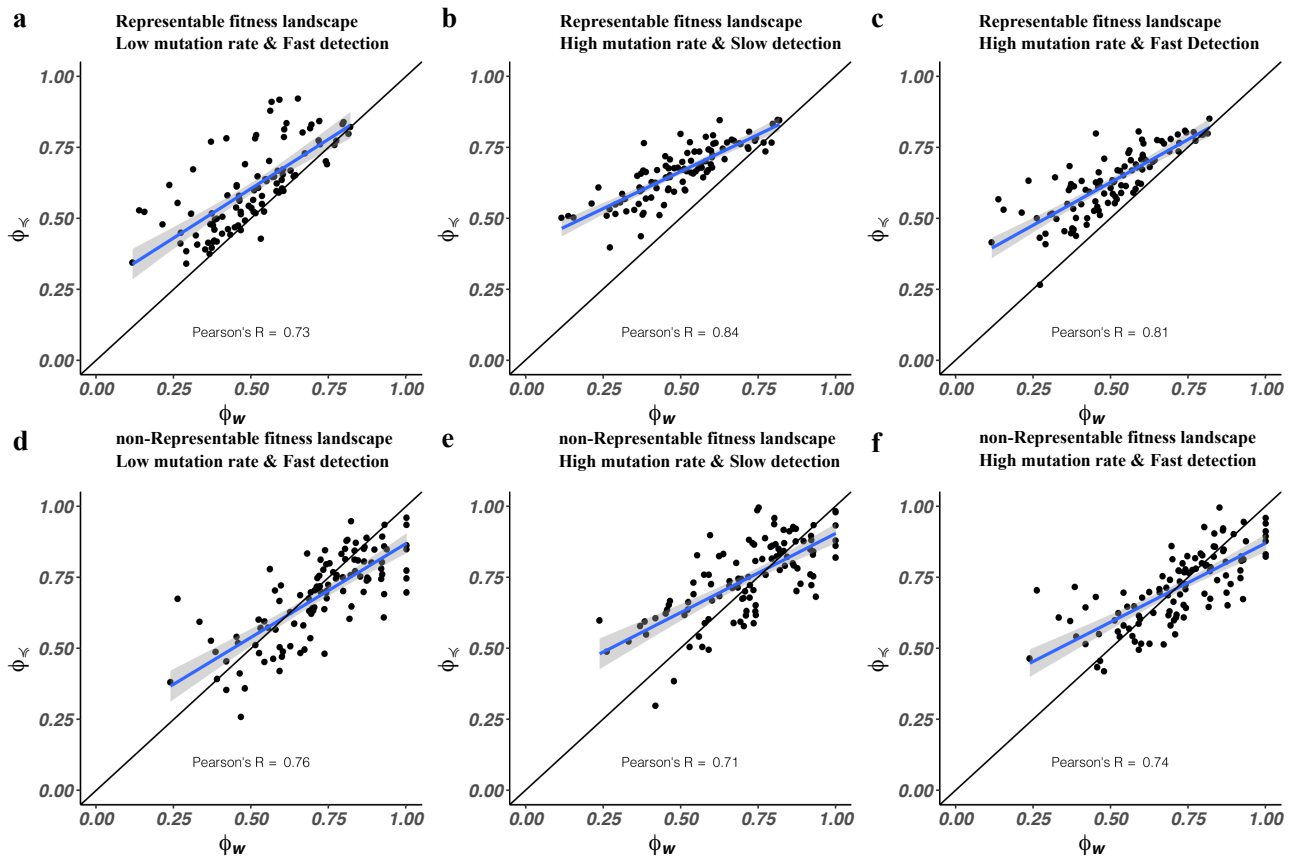 a
Representable fitness landscape
Low mutation rate & Fast detection
1.00
0.75
0.50
0.25
0.00
ϕ
Pearson's R = 0.73
0.00 0.25 0.50 0.75 1.00
ϕw
b
Representable fitness landscape
High mutation rate & Slow detection
1.00
0.75
0.50
0.25
0.00
ϕ
Pearson's R = 0.84
0.00 0.25 0.50 0.75 1.00
ϕw
c
Representable fitness landscape
High mutation rate & Fast Detection
1.00
0.75
0.50
0.25
0.00
ϕ
Pearson's R = 0.81
0.00 0.25 0.50 0.75 1.00
ϕw
d
non-Representable fitness landscape
Low mutation rate & Fast detection
1.00
0.75
0.50
0.25
0.00
ϕ
Pearson's R = 0.76
0.00 0.25 0.50 0.75 1.00
ϕw
e
non-Representable fitness landscape
High mutation rate & Slow detection
1.00
0.75
0.50
0.25
0.00
ϕ
Pearson's R = 0.71
0.00 0.25 0.50 0.75 1.00
ϕw
f
non-Representable fitness landscape
High mutation rate & Fast detection
1.00
0.75
0.50
0.25
0.00
ϕ
Pearson's R = 0.74
0.00 0.25 0.50 0.75 1.00
ϕw